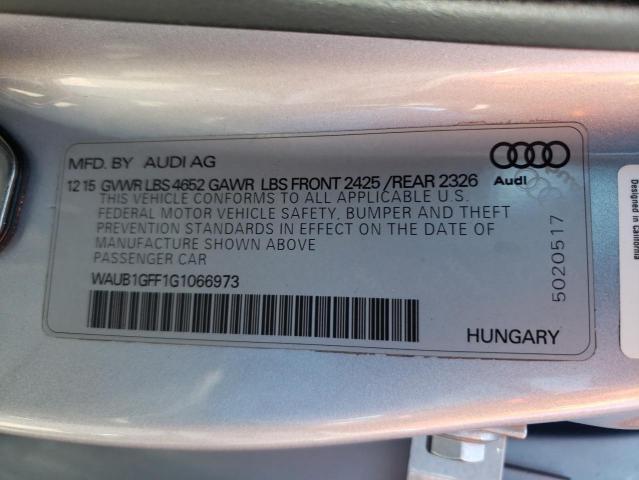 MFD. BY AUDI AG
Audi
12 15 GVWR LBS 4652 GAWR LBS FRONT 2425 /REAR 2326
THIS VEHICLE CONFORMS TO ALL APPLICABLE U.S.
FEDERAL MOTOR VEHICLE SAFETY, BUMPER AND THEFT
PREVENTION STANDARDS IN EFFECT ON THE DATE OF
MANUFACTURE SHOWN ABOVE
PASSENGER CAR
WAUB1GFF1G1066973
HUNGARY
5020517
Designed in California